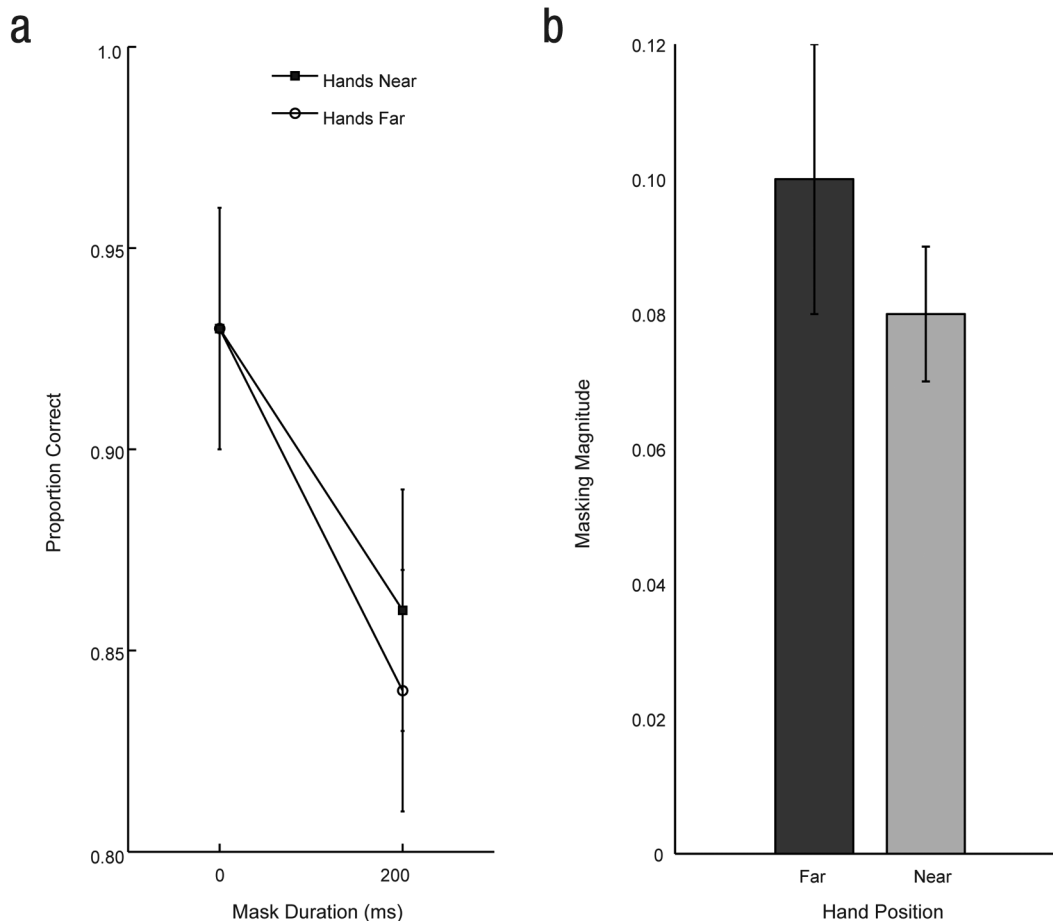 a
1.0
0.95
0.90
0.85
0.80
Proportion Correct
Hands Near
Hands Far
0
200
Mask Duration (ms)
b
0.12
0.10
0.08
0.06
0.04
0.02
0
Masking Magnitude
Far
Near
Hand Position